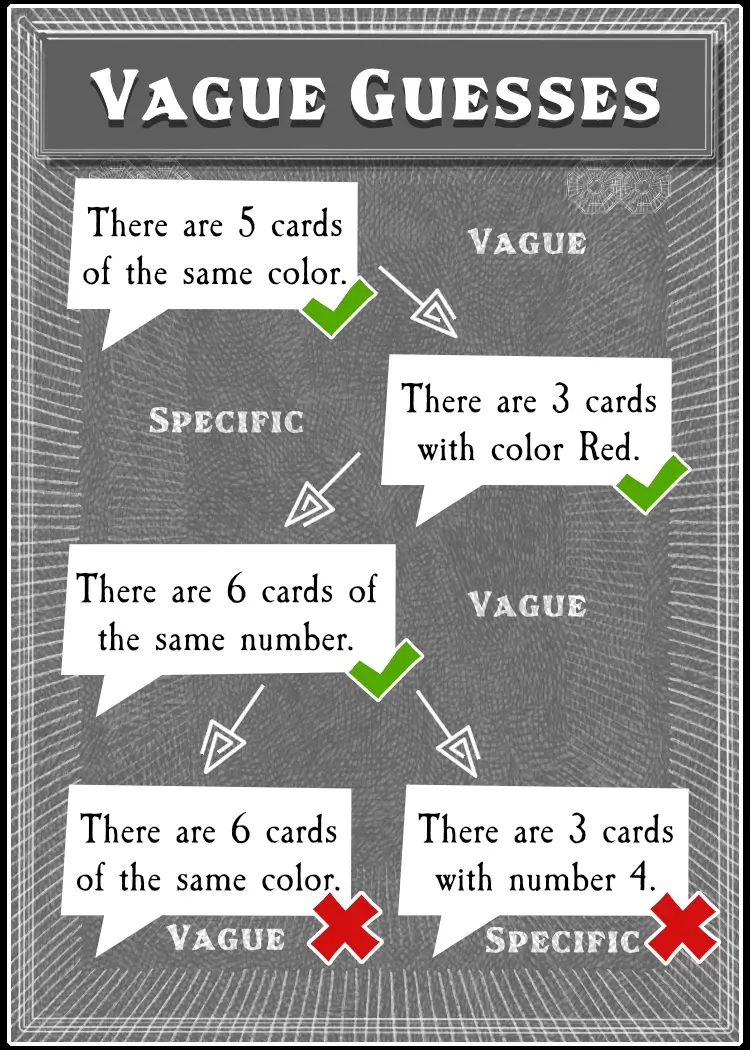 Vague Guesses
There are 5 cards
of the same color.
Vague
There are 3 cards
with color Red.
Specific
There are 6 cards of
the same number.
Vague
There are 6 cards
of the same color.
Vague
There are 3 cards
with number 4.
Specific